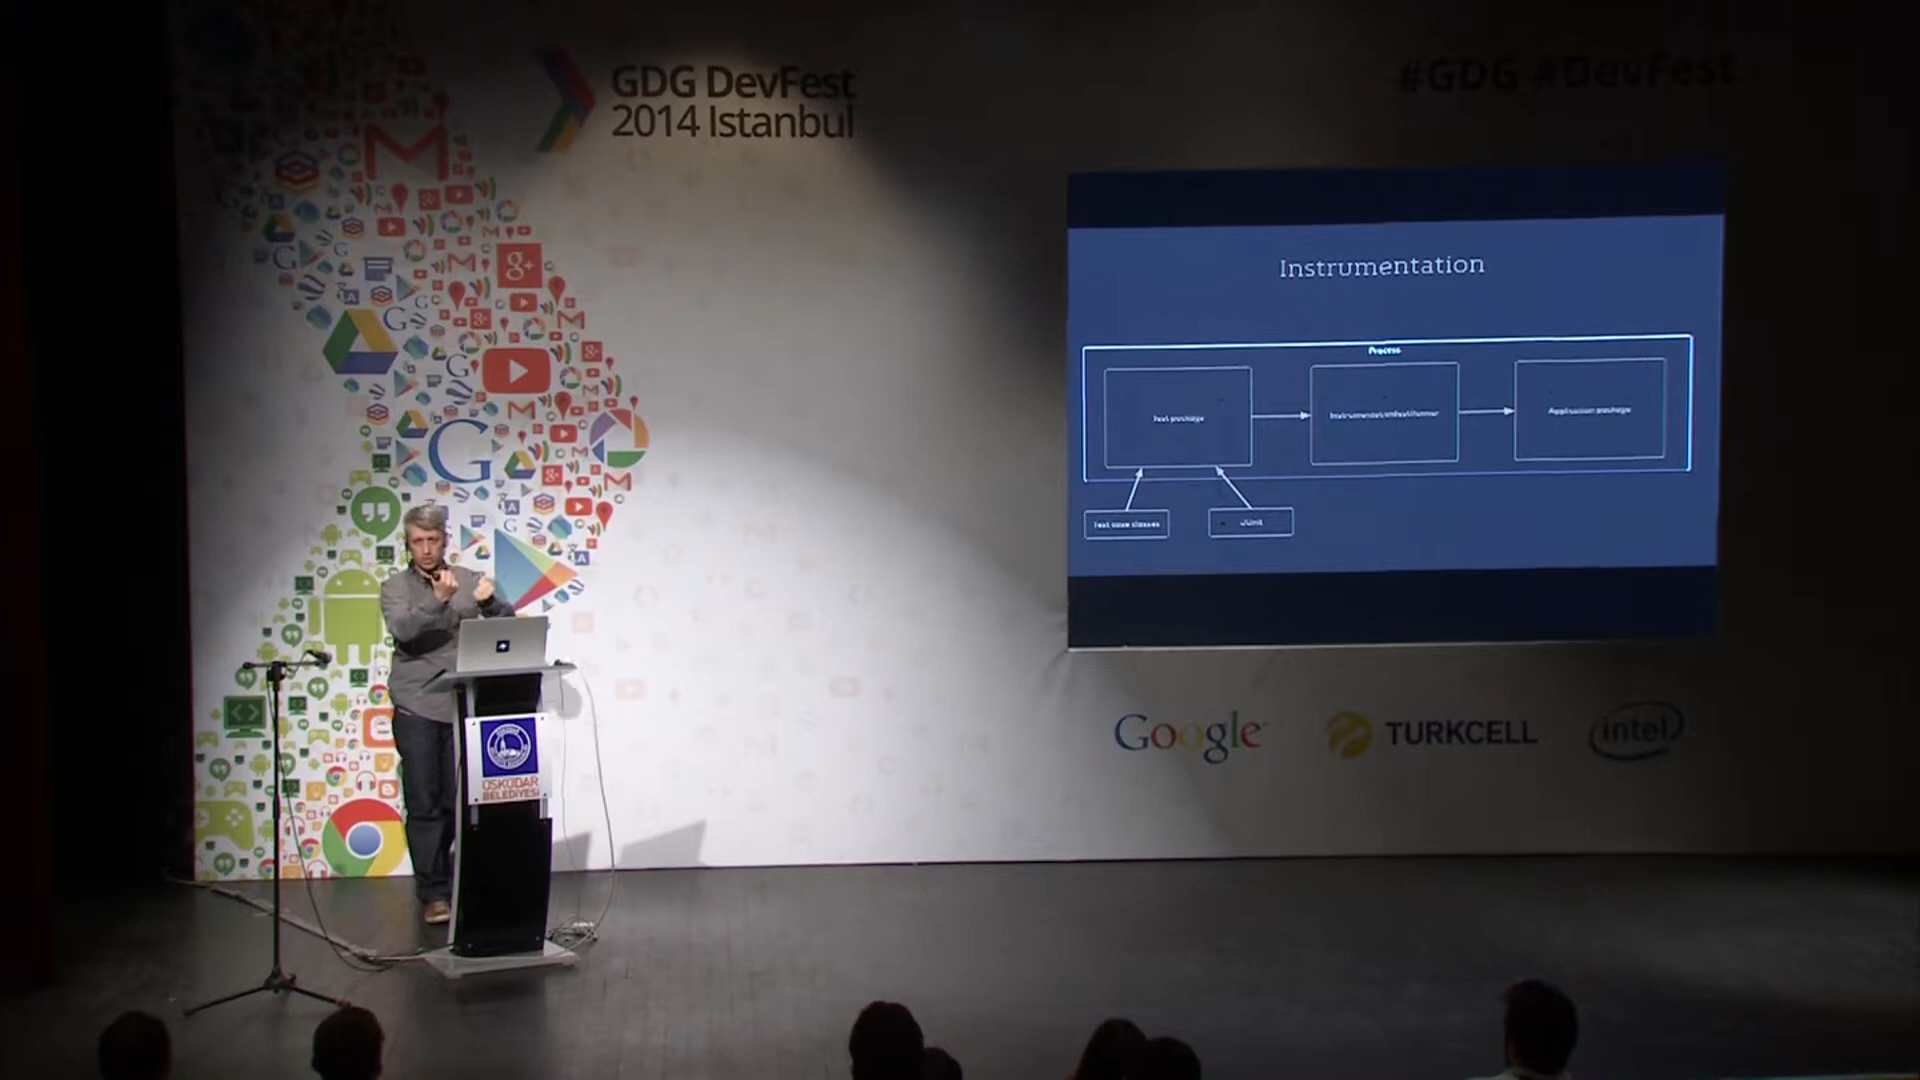 GDG DevFest
2014 Istanbul
#GDG #DevFest
Instrumentation
Process
Test package
InstrumentationTestRunner
Application package
Test case classes
JUnit
Google
TURKCELL
intel
ÜSKÜDAR
BELEDİYESİ